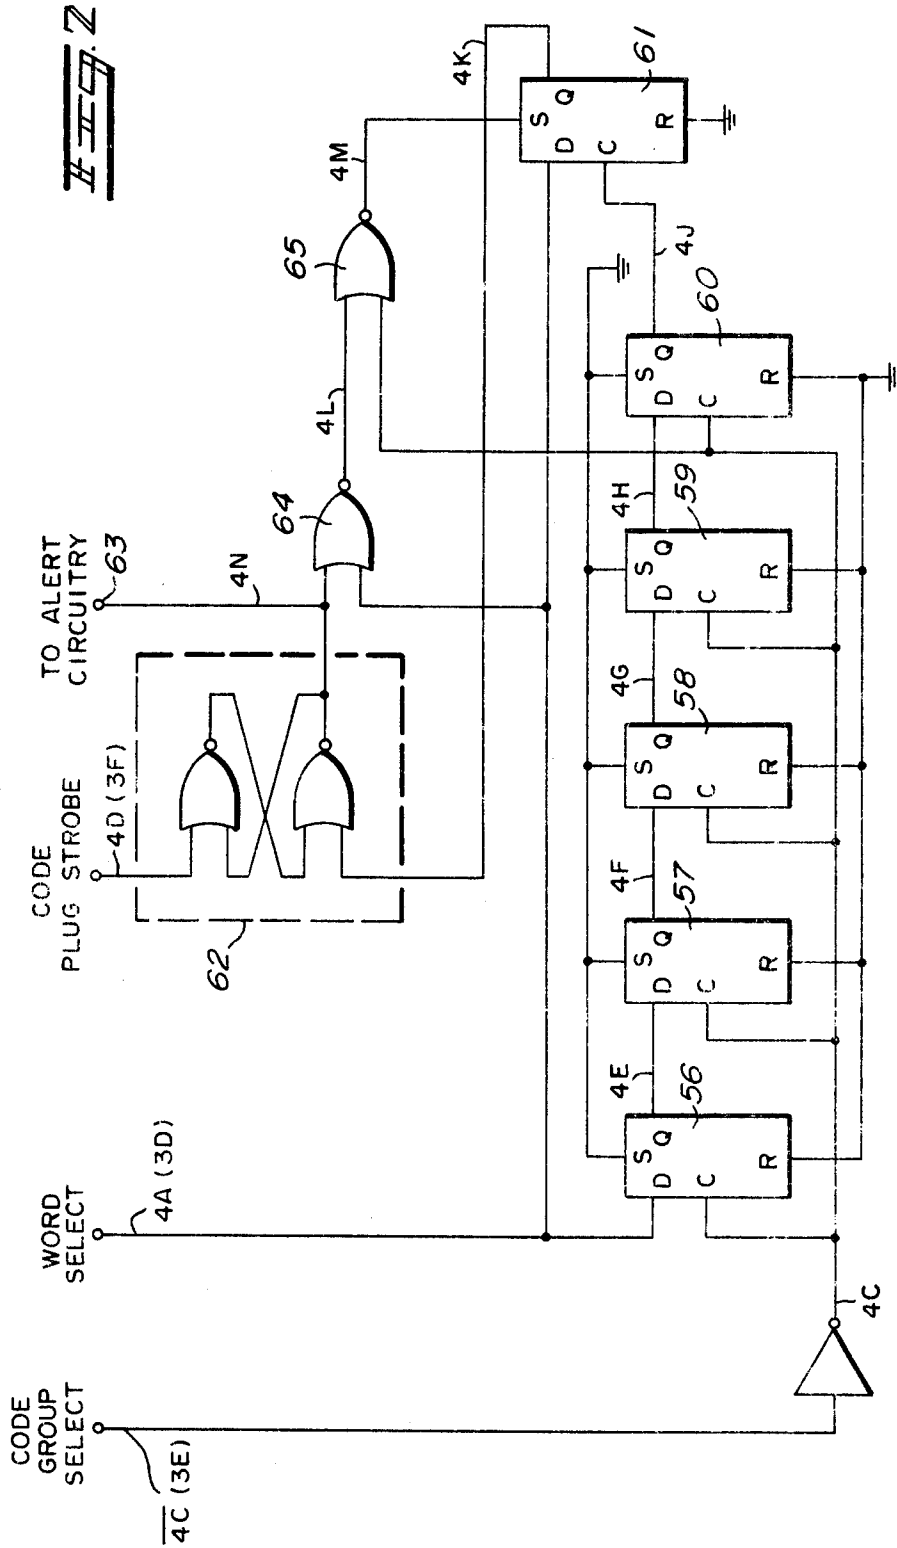 Fig. 2
CODE
GROUP
SELECT
4C (3E)
WORD
SELECT
4A (3D)
CODE
PLUG STROBE
4D (3F)
62
TO ALERT
CIRCUITRY
63
4N
64
4L
65
4M
4K
S
Q
D
C
R
61
4J
4E
S
Q
D
C
R
56
4F
S
Q
D
C
R
57
4G
S
Q
D
C
R
58
4H
S
Q
D
C
R
59
S
Q
D
C
R
60
4C